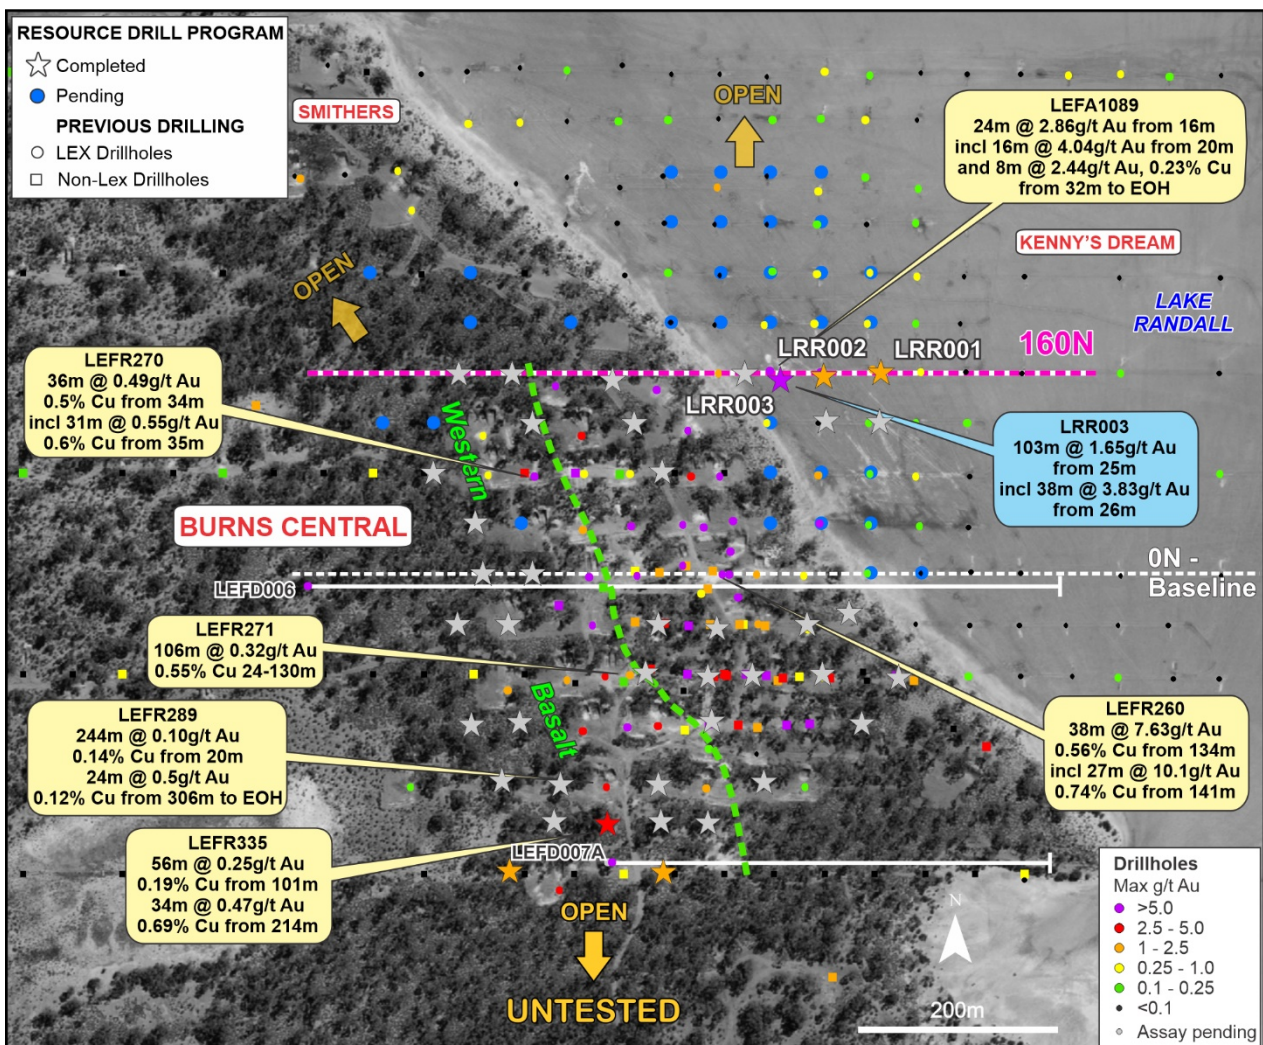 RESOURCE DRILL PROGRAM
Completed
Pending
PREVIOUS DRILLING
LEX Drillholes
Non-Lex Drillholes
SMITHERS
OPEN
LEFA1089
24m @ 2.86g/t Au from 16m
incl 16m @ 4.04g/t Au from 20m
and 8m @ 2.44g/t Au, 0.23% Cu
from 32m to EOH
KENNY'S DREAM
OPEN
LAKE
RANDALL
LRR002
LRR001
160N
LEFR270
36m @ 0.49g/t Au
0.5% Cu from 34m
incl 31m @ 0.55g/t Au
0.6% Cu from 35m
LRR003
Western
LRR003
103m @ 1.65g/t Au
from 25m
incl 38m @ 3.83g/t Au
from 26m
BURNS CENTRAL
0N -
Baseline
LEFD006
LEFR271
106m @ 0.32g/t Au
0.55% Cu 24-130m
Basalt
LEFR289
244m @ 0.10g/t Au
0.14% Cu from 20m
24m @ 0.5g/t Au
0.12% Cu from 306m to EOH
LEFR260
38m @ 7.63g/t Au
0.56% Cu from 134m
incl 27m @ 10.1g/t Au
0.74% Cu from 141m
LEFR335
56m @ 0.25g/t Au
0.19% Cu from 101m
34m @ 0.47g/t Au
0.69% Cu from 214m
LEFD007A
OPEN
UNTESTED
N
200m
Drillholes
Max g/t Au
>5.0
2.5 - 5.0
1 - 2.5
0.25 - 1.0
0.1 - 0.25
<0.1
Assay pending